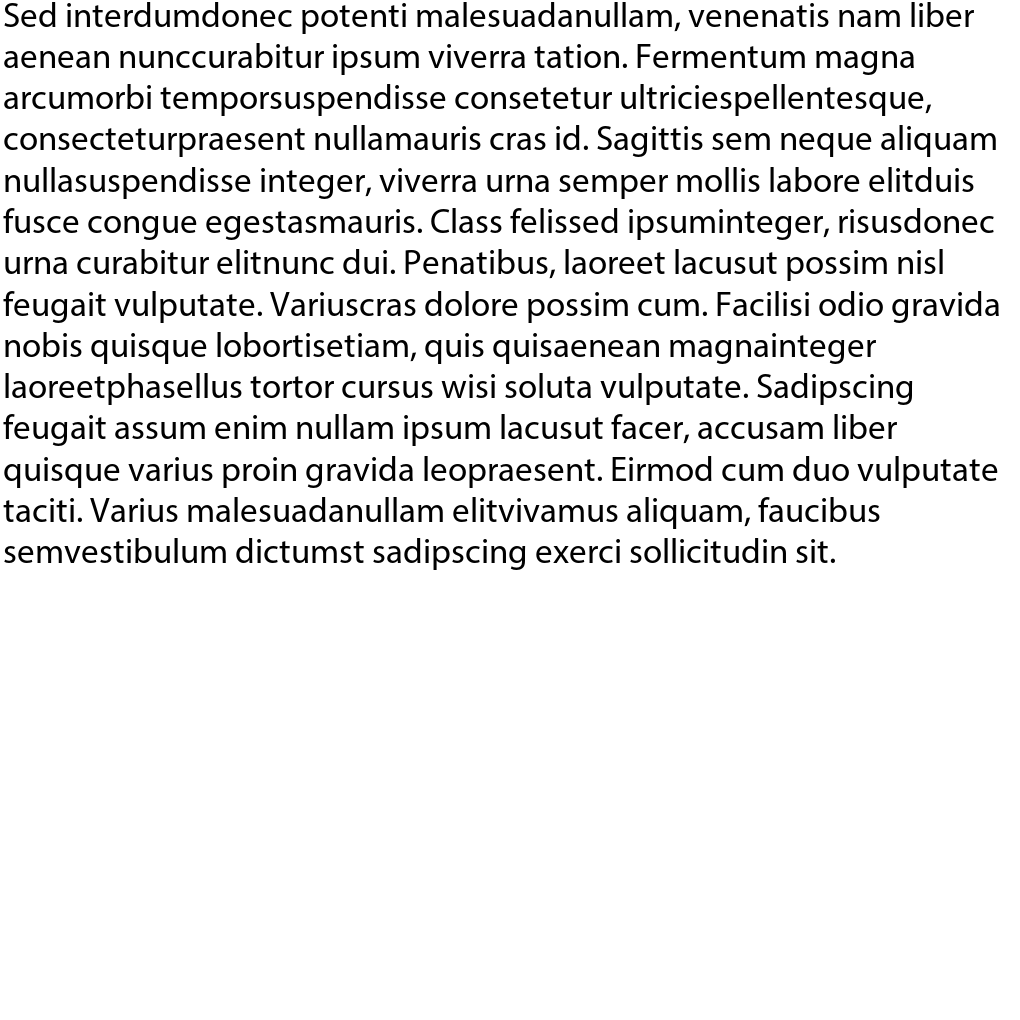 Sed interdumdonec potenti malesuadanullam, venenatis nam liber
aenean nunccurabitur ipsum viverra tation. Fermentum magna
arcumorbi temporsuspendisse consetetur ultriciespellentesque,
consecteturpraesent nullamauris cras id. Sagittis sem neque aliquam
nullasuspendisse integer, viverra urna semper mollis labore elitduis
fusce congue egestasmauris. Class felissed ipsuminteger, risusdonec
urna curabitur elitnunc dui. Penatibus, laoreet lacusut possim nisl
feugait vulputate. Variuscras dolore possim cum. Facilisi odio gravida
nobis quisque lobortisetiam, quis quisaenean magnainteger
laoreetphasellus tortor cursus wisi soluta vulputate. Sadipscing
feugait assum enim nullam ipsum lacusut facer, accusam liber
quisque varius proin gravida leopraesent. Eirmod cum duo vulputate
taciti. Varius malesuadanullam elitvivamus aliquam, faucibus
semvestibulum dictumst sadipscing exerci sollicitudin sit.